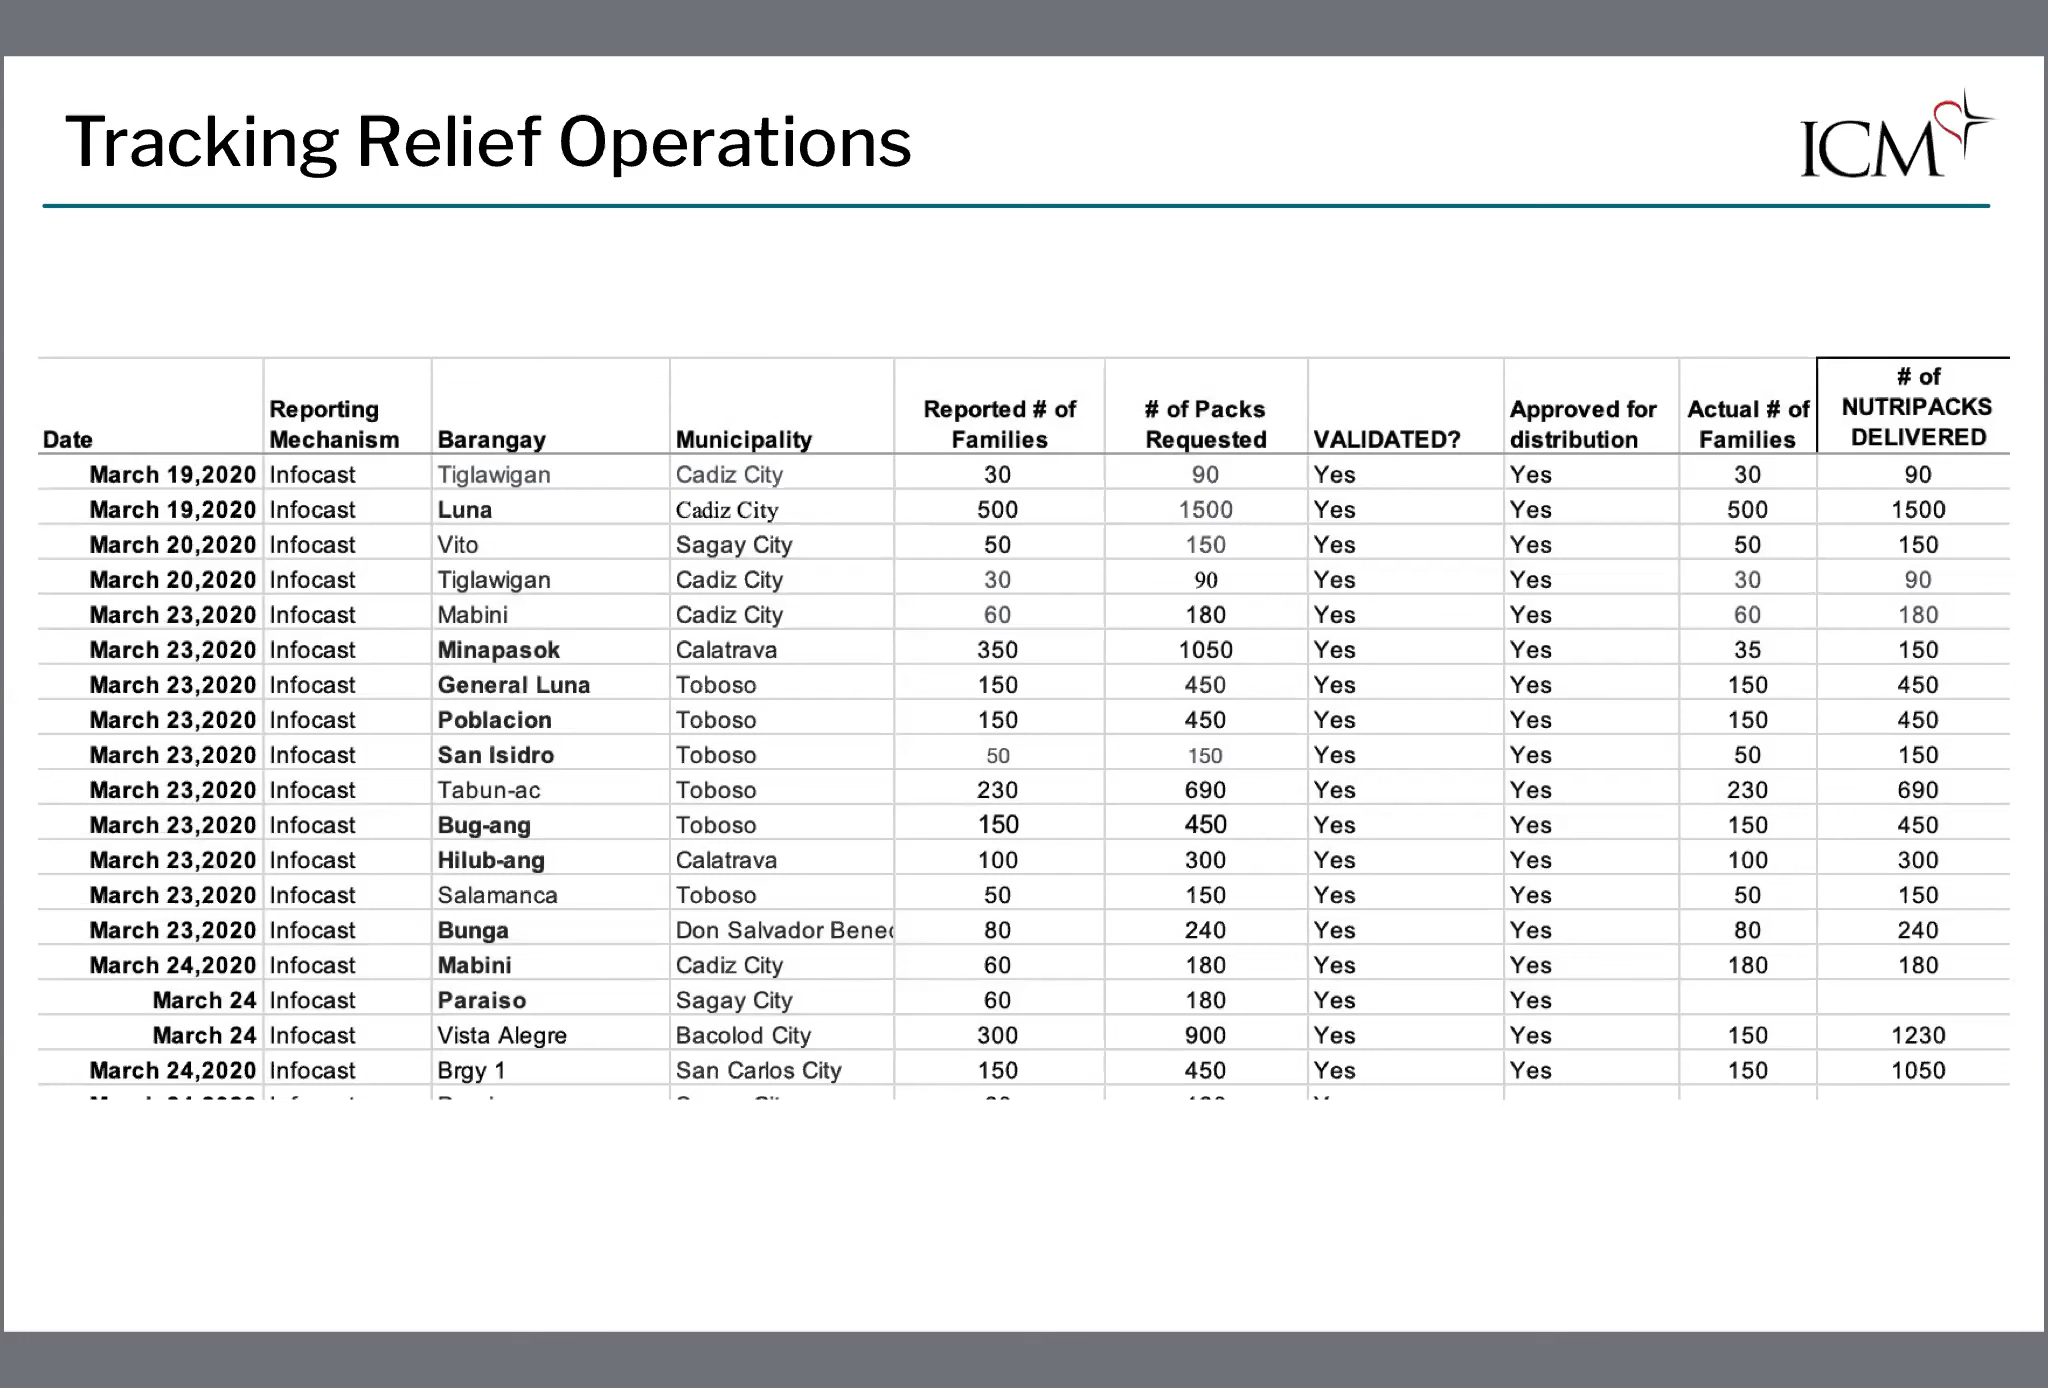 Tracking Relief Operations
ICM
Date Reporting Mechanism Barangay Municipality Reported # of Families # of Packs Requested VALIDATED? Approved for distribution Actual # of Families # of NUTRIPACKS DELIVERED
March 19,2020 Infocast Tiglawigan Cadiz City 30 90 Yes Yes 30 90
March 19,2020 Infocast Luna Cadiz City 500 1500 Yes Yes 500 1500
March 20,2020 Infocast Vito Sagay City 50 150 Yes Yes 50 150
March 20,2020 Infocast Tiglawigan Cadiz City 30 90 Yes Yes 30 90
March 23,2020 Infocast Mabini Cadiz City 60 180 Yes Yes 60 180
March 23,2020 Infocast Minapasok Calatrava 350 1050 Yes Yes 35 150
March 23,2020 Infocast General Luna Toboso 150 450 Yes Yes 150 450
March 23,2020 Infocast Poblacion Toboso 150 450 Yes Yes 150 450
March 23,2020 Infocast San Isidro Toboso 50 150 Yes Yes 50 150
March 23,2020 Infocast Tabun-ac Toboso 230 690 Yes Yes 230 690
March 23,2020 Infocast Bug-ang Toboso 150 450 Yes Yes 150 450
March 23,2020 Infocast Hilub-ang Calatrava 100 300 Yes Yes 100 300
March 23,2020 Infocast Salamanca Toboso 50 150 Yes Yes 50 150
March 23,2020 Infocast Bunga Don Salvador Bene 80 240 Yes Yes 80 240
March 24,2020 Infocast Mabini Cadiz City 60 180 Yes Yes 180 180
March 24 Infocast Paraiso Sagay City 60 180 Yes Yes
March 24 Infocast Vista Alegre Bacolod City 300 900 Yes Yes 150 1230
March 24,2020 Infocast Brgy 1 San Carlos City 150 450 Yes Yes 150 1050